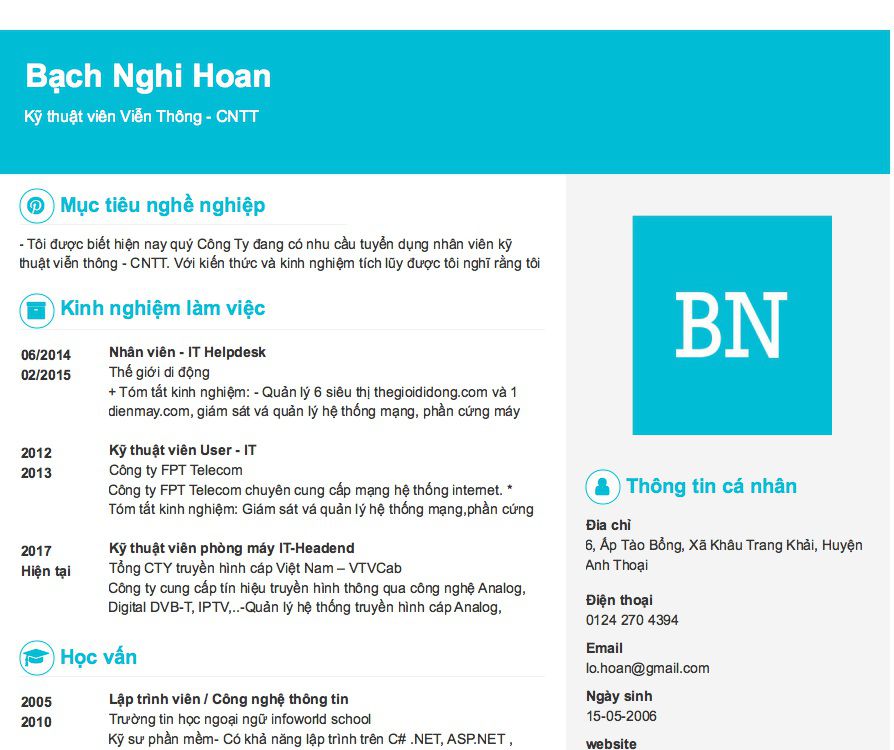 Bạch Nghi Hoan
Kỹ thuật viên Viễn Thông - CNTT
Mục tiêu nghề nghiệp
- Tôi được biết hiện nay quý Công Ty đang có nhu cầu tuyển dụng nhân viên kỹ
thuật viễn thông - CNTT. Với kiến thức và kinh nghiệm tích lũy được tôi nghĩ rằng tôi
Kinh nghiệm làm việc
06/2014
02/2015
Nhân viên - IT Helpdesk
Thế giới di động
+ Tóm tắt kinh nghiệm: - Quản lý 6 siêu thị thegioididong.com và 1
dienmay.com, giám sát vá quản lý hệ thống mạng, phần cứng máy
2012
2013
Kỹ thuật viên User - IT
Công ty FPT Telecom
Công ty FPT Telecom chuyên cung cấp mạng hệ thống internet. *
Tóm tắt kinh nghiệm: Giám sát vá quản lý hệ thống mạng,phần cứng
2017
Hiện tại
Kỹ thuật viên phòng máy IT-Headend
Tổng CTY truyền hình cáp Việt Nam – VTVCab
Công ty cung cấp tín hiệu truyền hình thông qua công nghệ Analog,
Digital DVB-T, IPTV,..-Quản lý hệ thống truyền hình cáp Analog,
Học vấn
2005
2010
Lập trình viên / Công nghệ thông tin
Trường tin học ngoại ngữ infoworld school
Kỹ sư phần mềm- Có khả năng lập trình trên C# .NET, ASP.NET ,
BN
Thông tin cá nhân
Địa chỉ
6, Ấp Tào Bổng, Xã Khâu Trang Khải, Huyện
Anh Thoại
Điện thoại
0124 270 4394
Email
lo.hoan@gmail.com
Ngày sinh
15-05-2006
website